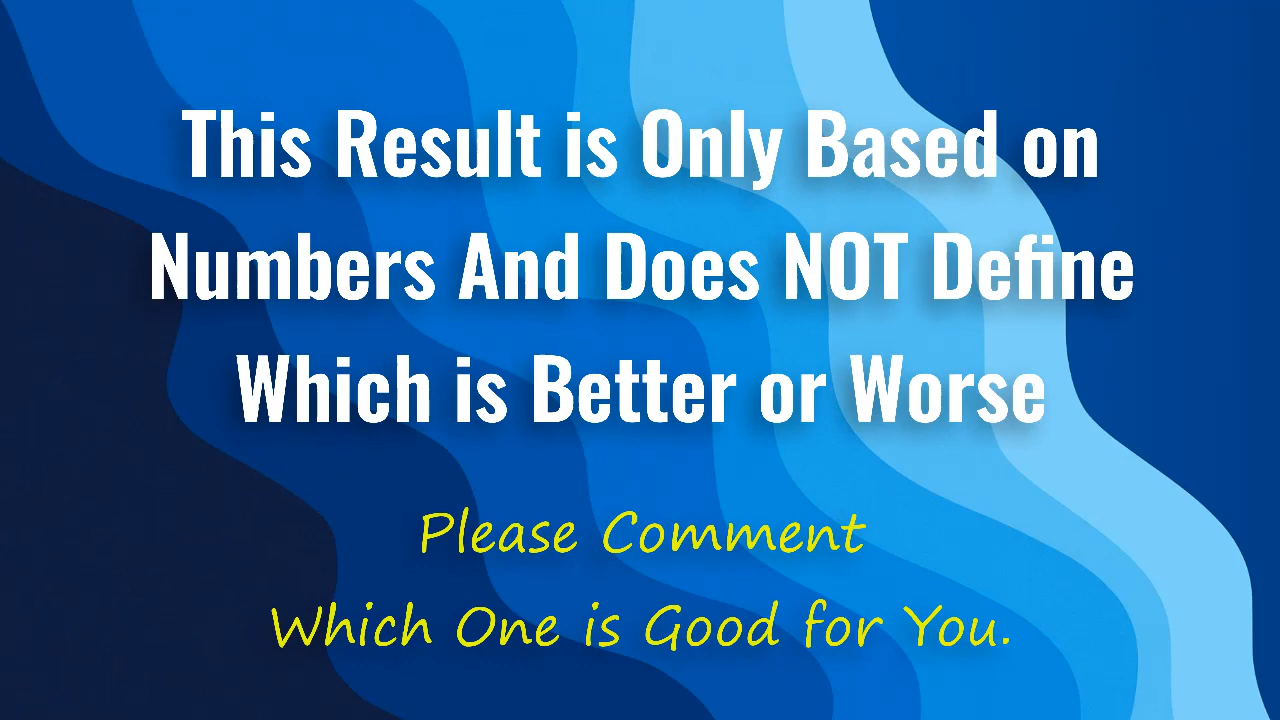 This Result is Only Based on
Numbers And Does NOT Define
Which is Better or Worse
Please Comment
Which One is Good for You.